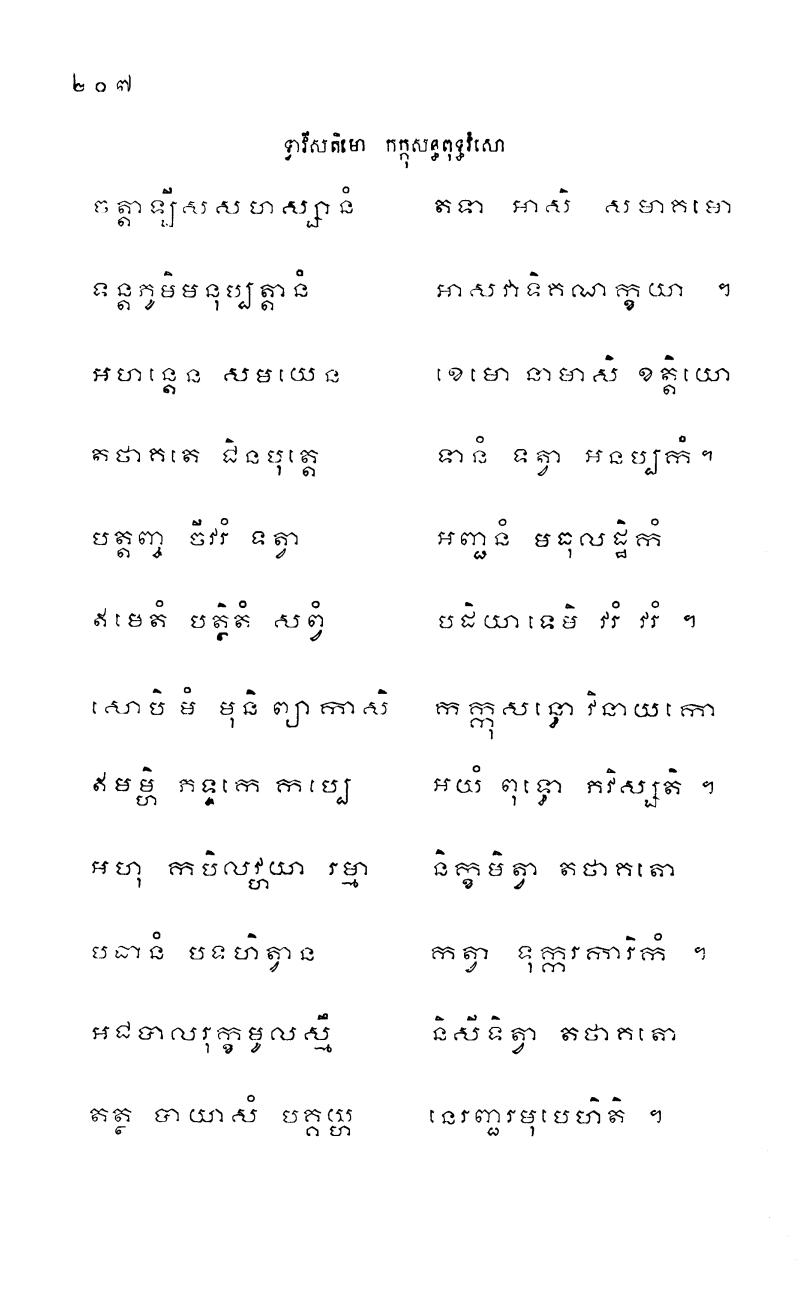 ២០៧
ទ្វាវីសតិមោ កក្កុសន្ធពុទ្ធវំសោ
ចត្តាឡីសសហស្សានំ តទា អាសិ សមាគមោ
ទន្តភូមិមនុប្បត្តានំ អាសវាទិគណាក្ខយា ។
អហន្តេន សមយេន ខេមោ នាមាសិ ខត្តិយោ
តថាគតេ ជិនបុត្តេ ទានំ ទត្វា អនប្បកំ។
បត្តញ្ច ចីវរំ ទត្វា អញ្ជនំ មធុលដ្ឋិកំ
ឥមេតំ បត្ថិតំ សព្វំ បដិយាទេមិ វរំ វរំ ។
សោបិ មំ មុនិ ព្យាកាសិ កក្កុសន្ធោ វិនាយកោ
ឥមម្ហិ ភទ្ទកេ កប្បេ អយំ ពុទ្ធោ ភវិស្សតិ ។
អហុ កបិលវ្ហយា រម្មា និក្ខមិត្វា តថាគតោ
បធានំ បទហិត្វាន កត្វា ទុក្ករការិកំ ។
អជបាលរុក្ខមូលស្មឹ និសីទិត្វា តថាគតោ
តត្ថ បាយាសំ បគ្គយ្ហ នេរញ្ជរមុបេហិតិ ។